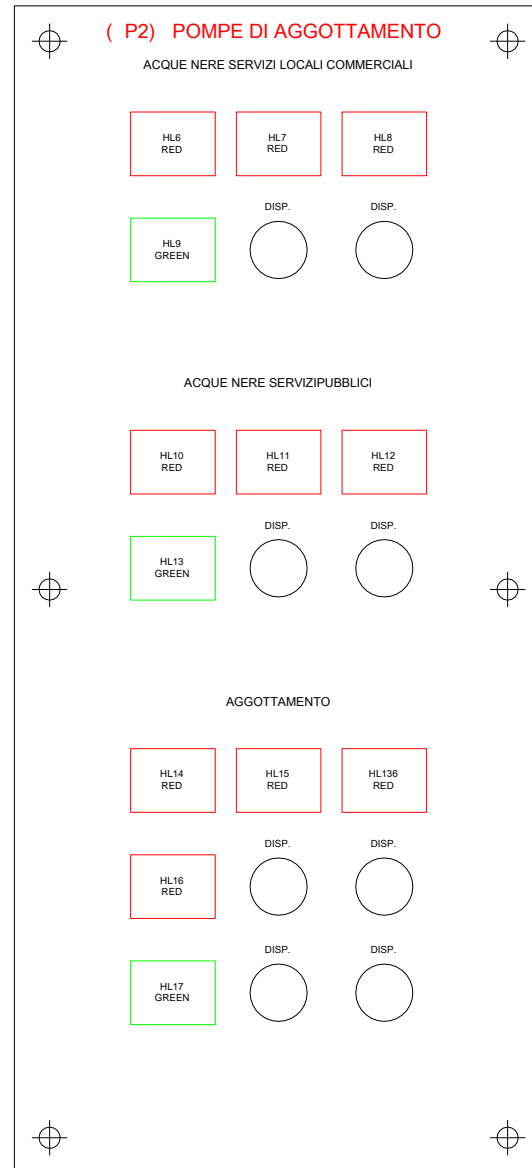 ( P2) POMPE DI AGGOTTAMENTO
ACQUE NERE SERVIZI LOCALI COMMERCIALI
HL6
RED
HL7
RED
HL8
RED
HL9
GREEN
DISP.
DISP.
ACQUE NERE SERVIZIPUBBLICI
HL10
RED
HL11
RED
HL12
RED
HL13
GREEN
DISP.
DISP.
AGGOTTAMENTO
HL14
RED
HL15
RED
HL136
RED
HL16
RED
DISP.
DISP.
HL17
GREEN
DISP.
DISP.